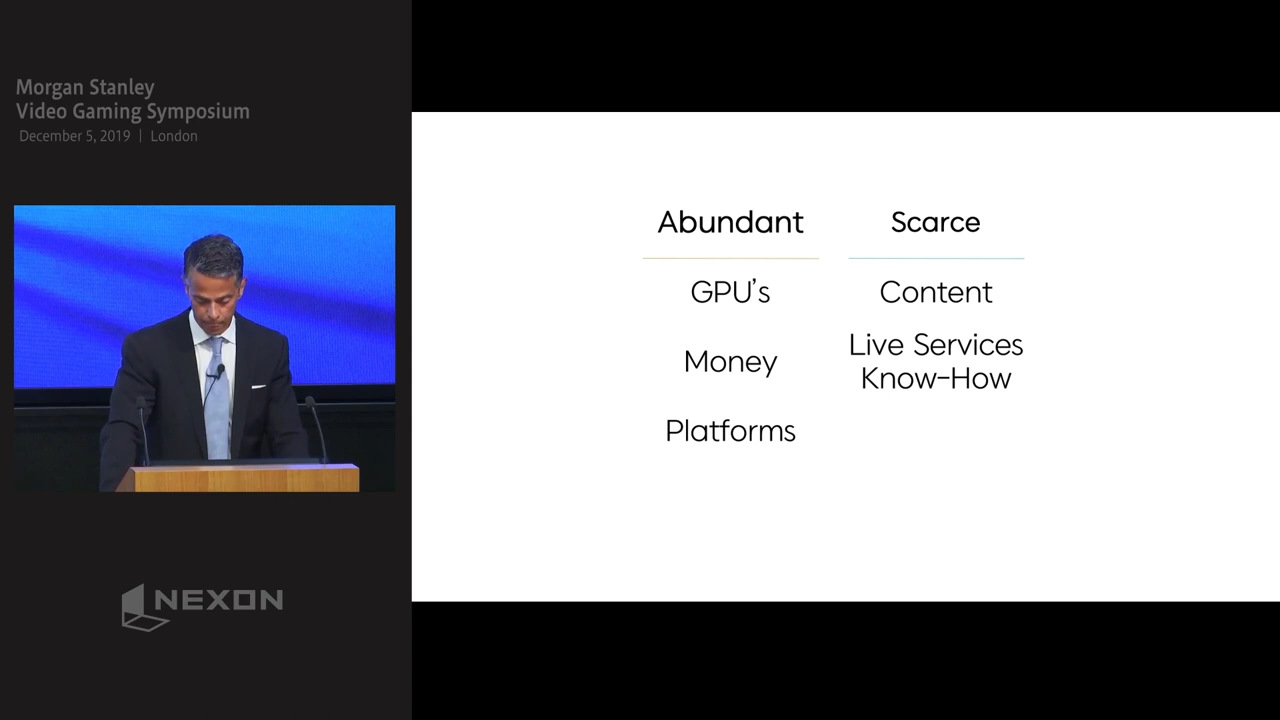 Morgan Stanley
Video Gaming Symposium
December 5, 2019 | London
NEXON
Abundant
GPU's
Money
Platforms
Scarce
Content
Live Services
Know-How